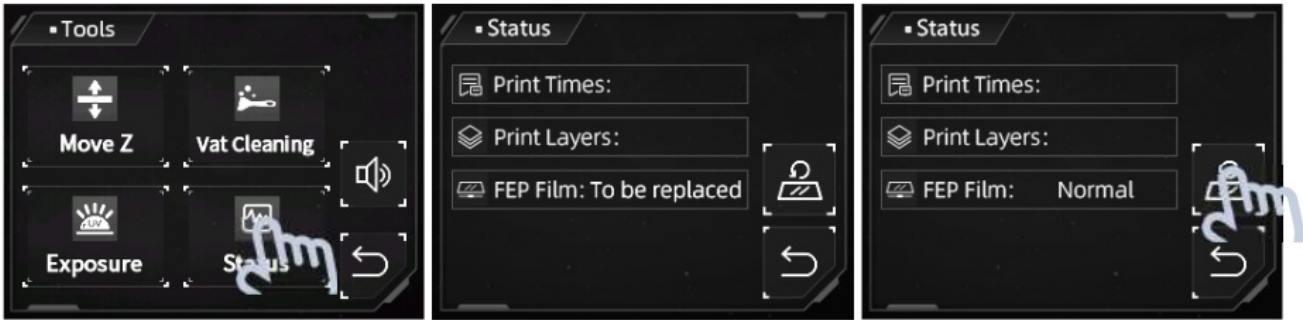 Tools
Move Z
Vat Cleaning
UV
Exposure
Status
Status
Print Times:
Print Layers:
FEP Film: To be replaced
Status
Print Times:
Print Layers:
FEP Film: Normal